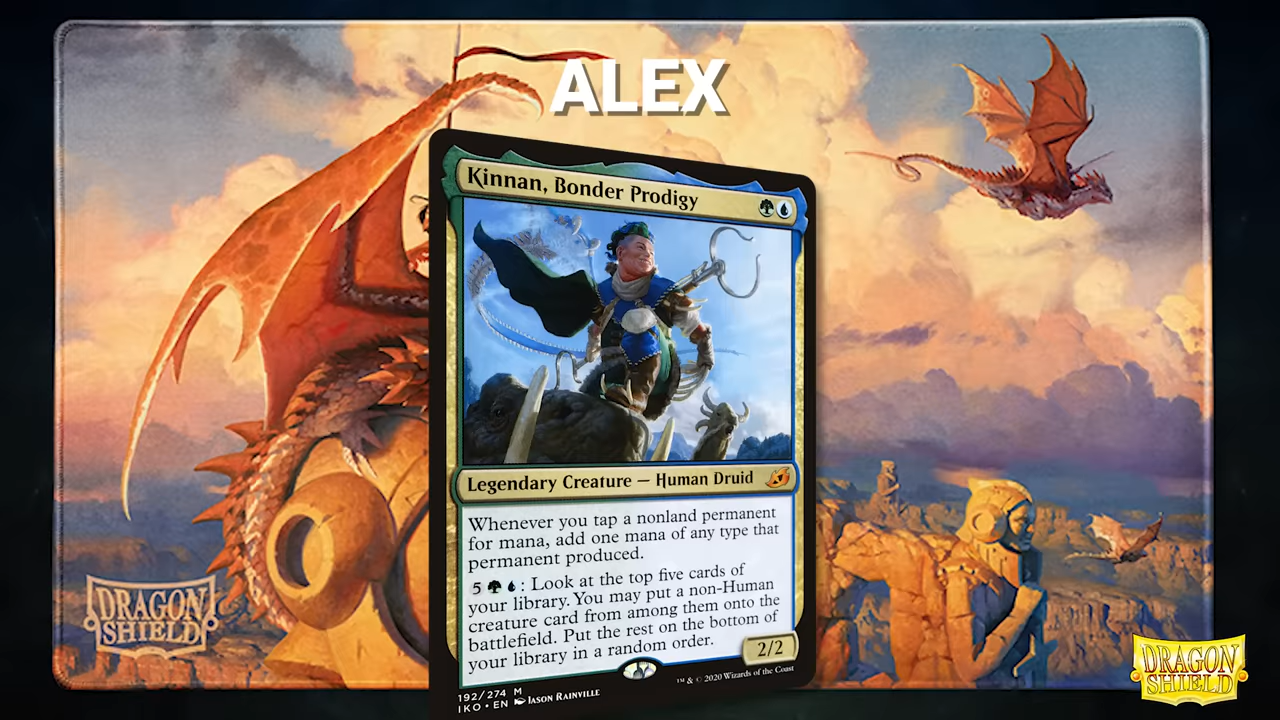 ALEX
Kinnan, Bonder Prodigy
Legendary Creature — Human Druid
Whenever you tap a nonland permanent
for mana, add one mana of any type that
permanent produced.
5 : Look at the top five cards of
your library. You may put a non-Human
creature card from among them onto the
battlefield. Put the rest on the bottom of
your library in a random order.
2/2
192/274 M
IKO • EN JASON RAINVILLE
™ & © 2020 Wizards of the Coast
DRAGON
SHIELD
DRAGON
SHIELD